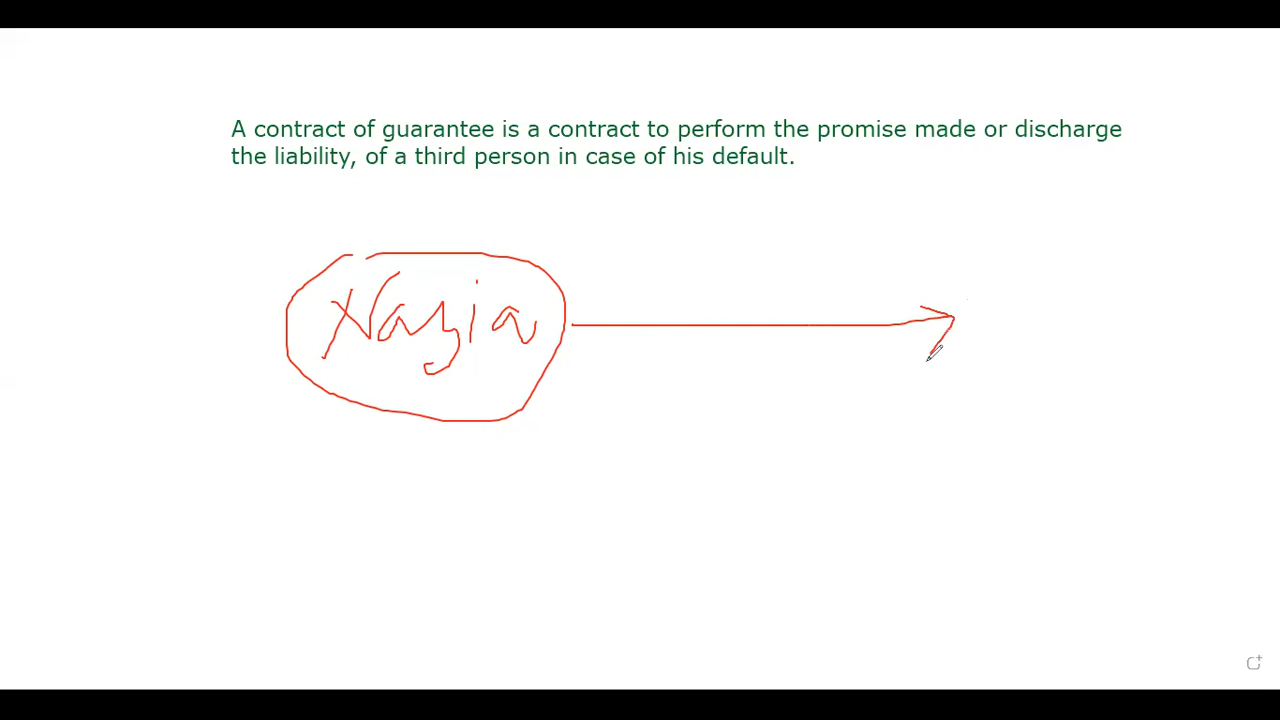 A contract of guarantee is a contract to perform the promise made or discharge
the liability, of a third person in case of his default.
Nazia